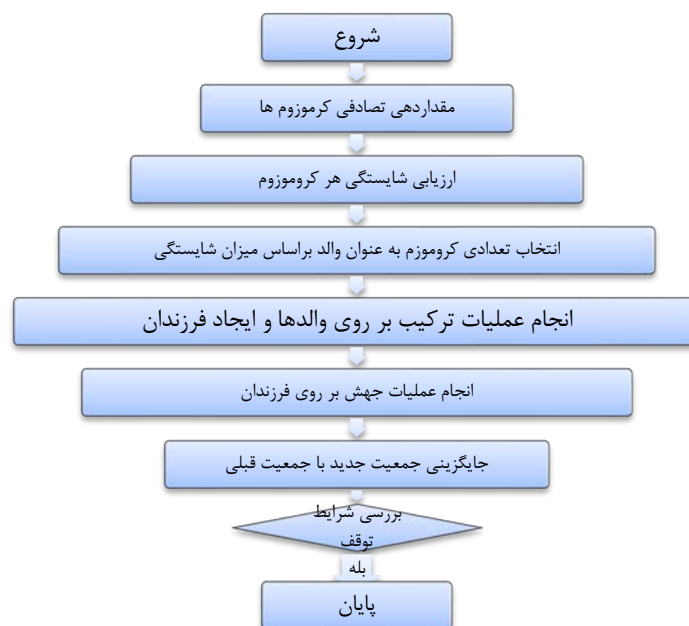 شروع
مقداردهی تصادفی کرموزوم ها
ارزیابی شایستگی هر کروموزوم
انتخاب تعدادی کروموزم به عنوان والد براساس میزان شایستگی
انجام عملیات ترکیب بر روی والدها و ایجاد فرزندان
انجام عملیات جهش بر روی فرزندان
جایگزینی جمعیت جدید با جمعیت قبلی
بررسی شرایط
توقف
بله
پایان